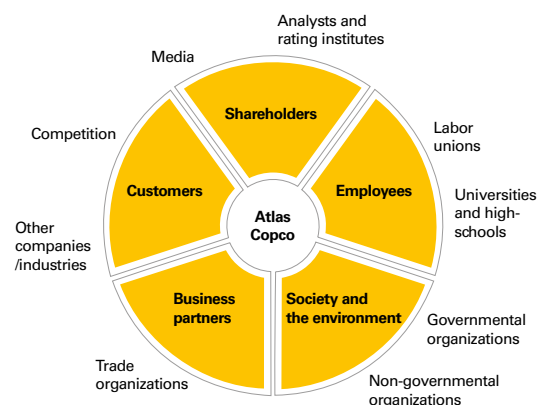 Analysts and
rating institutes
Media
Shareholders
Competition
Labor
unions
Customers
Employees
Atlas
Copco
Universities
and high-
schools
Other
companies
/industries
Business
partners
Society and
the environment
Governmental
organizations
Trade
organizations
Non-governmental
organizations